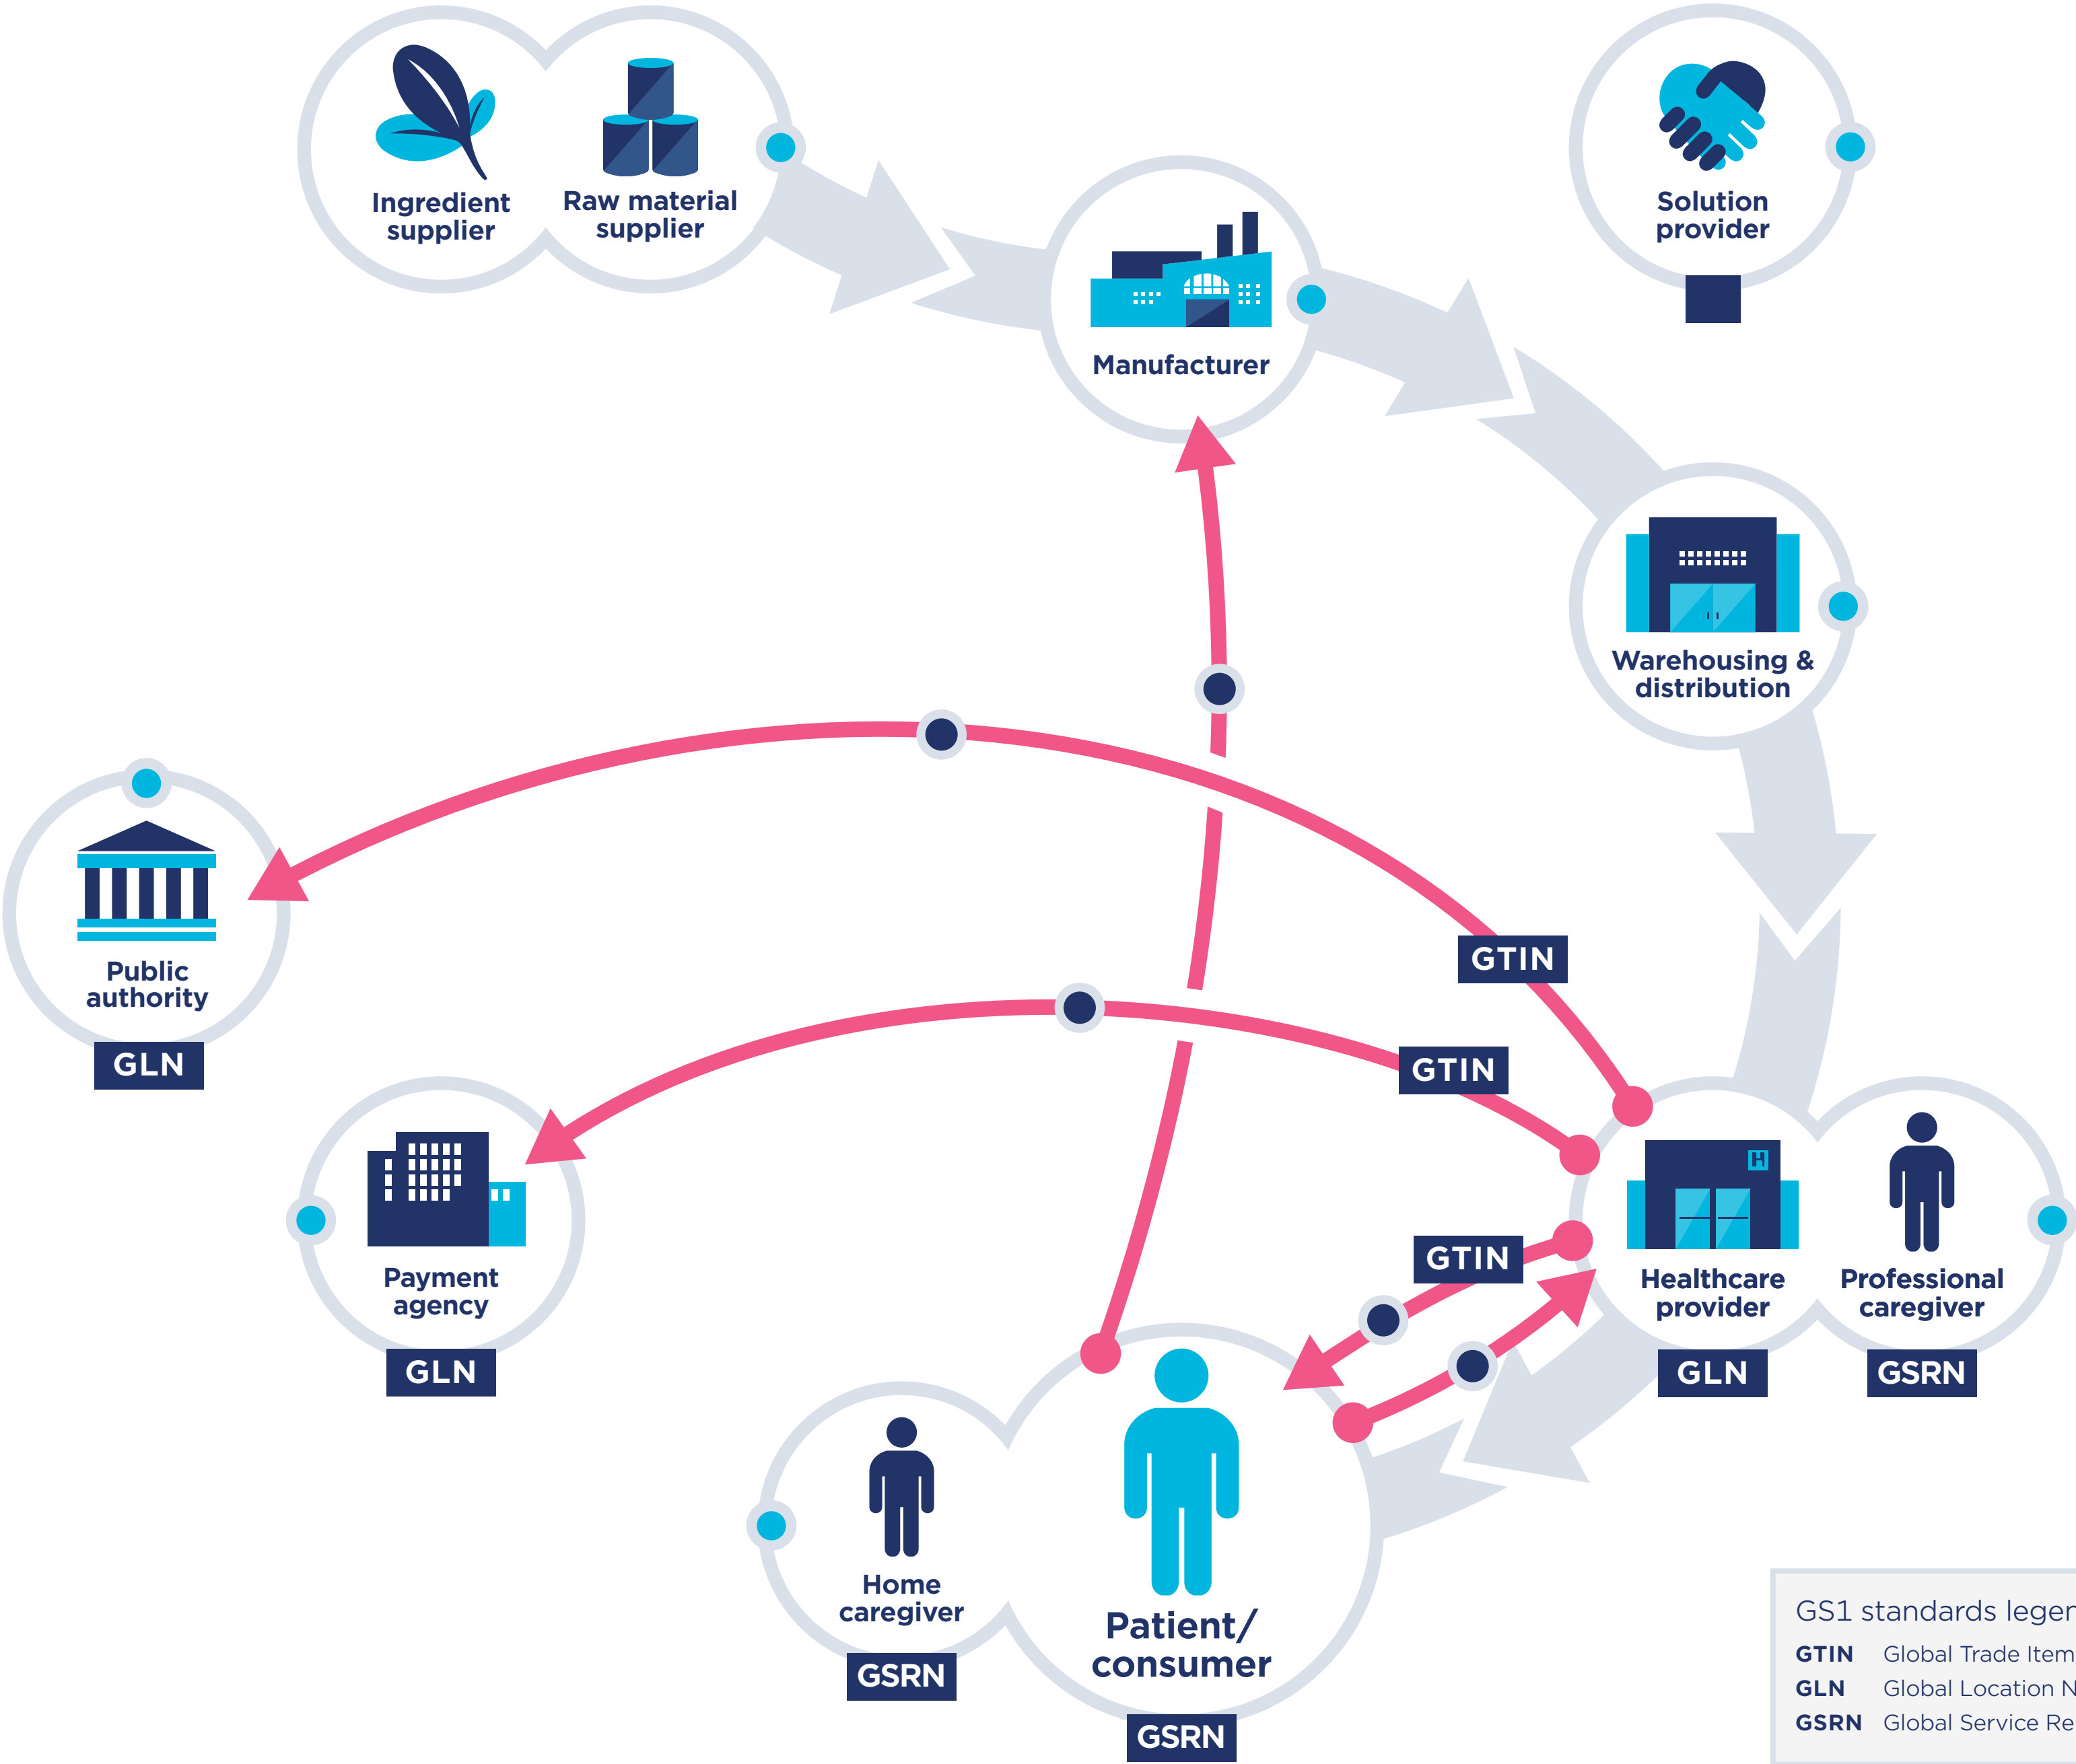 Ingredient
supplier
Raw material
supplier
Solution
provider
Manufacturer
Warehousing &
distribution
Public
authority
GLN
GTIN
GTIN
GTIN
Payment
agency
GLN
Healthcare
provider
GLN
Professional
caregiver
GSRN
H
Home
caregiver
GSRN
Patient/
consumer
GSRN
GS1 standards
GTIN Global Trade Item
GLN Global Location
GSRN Global Service